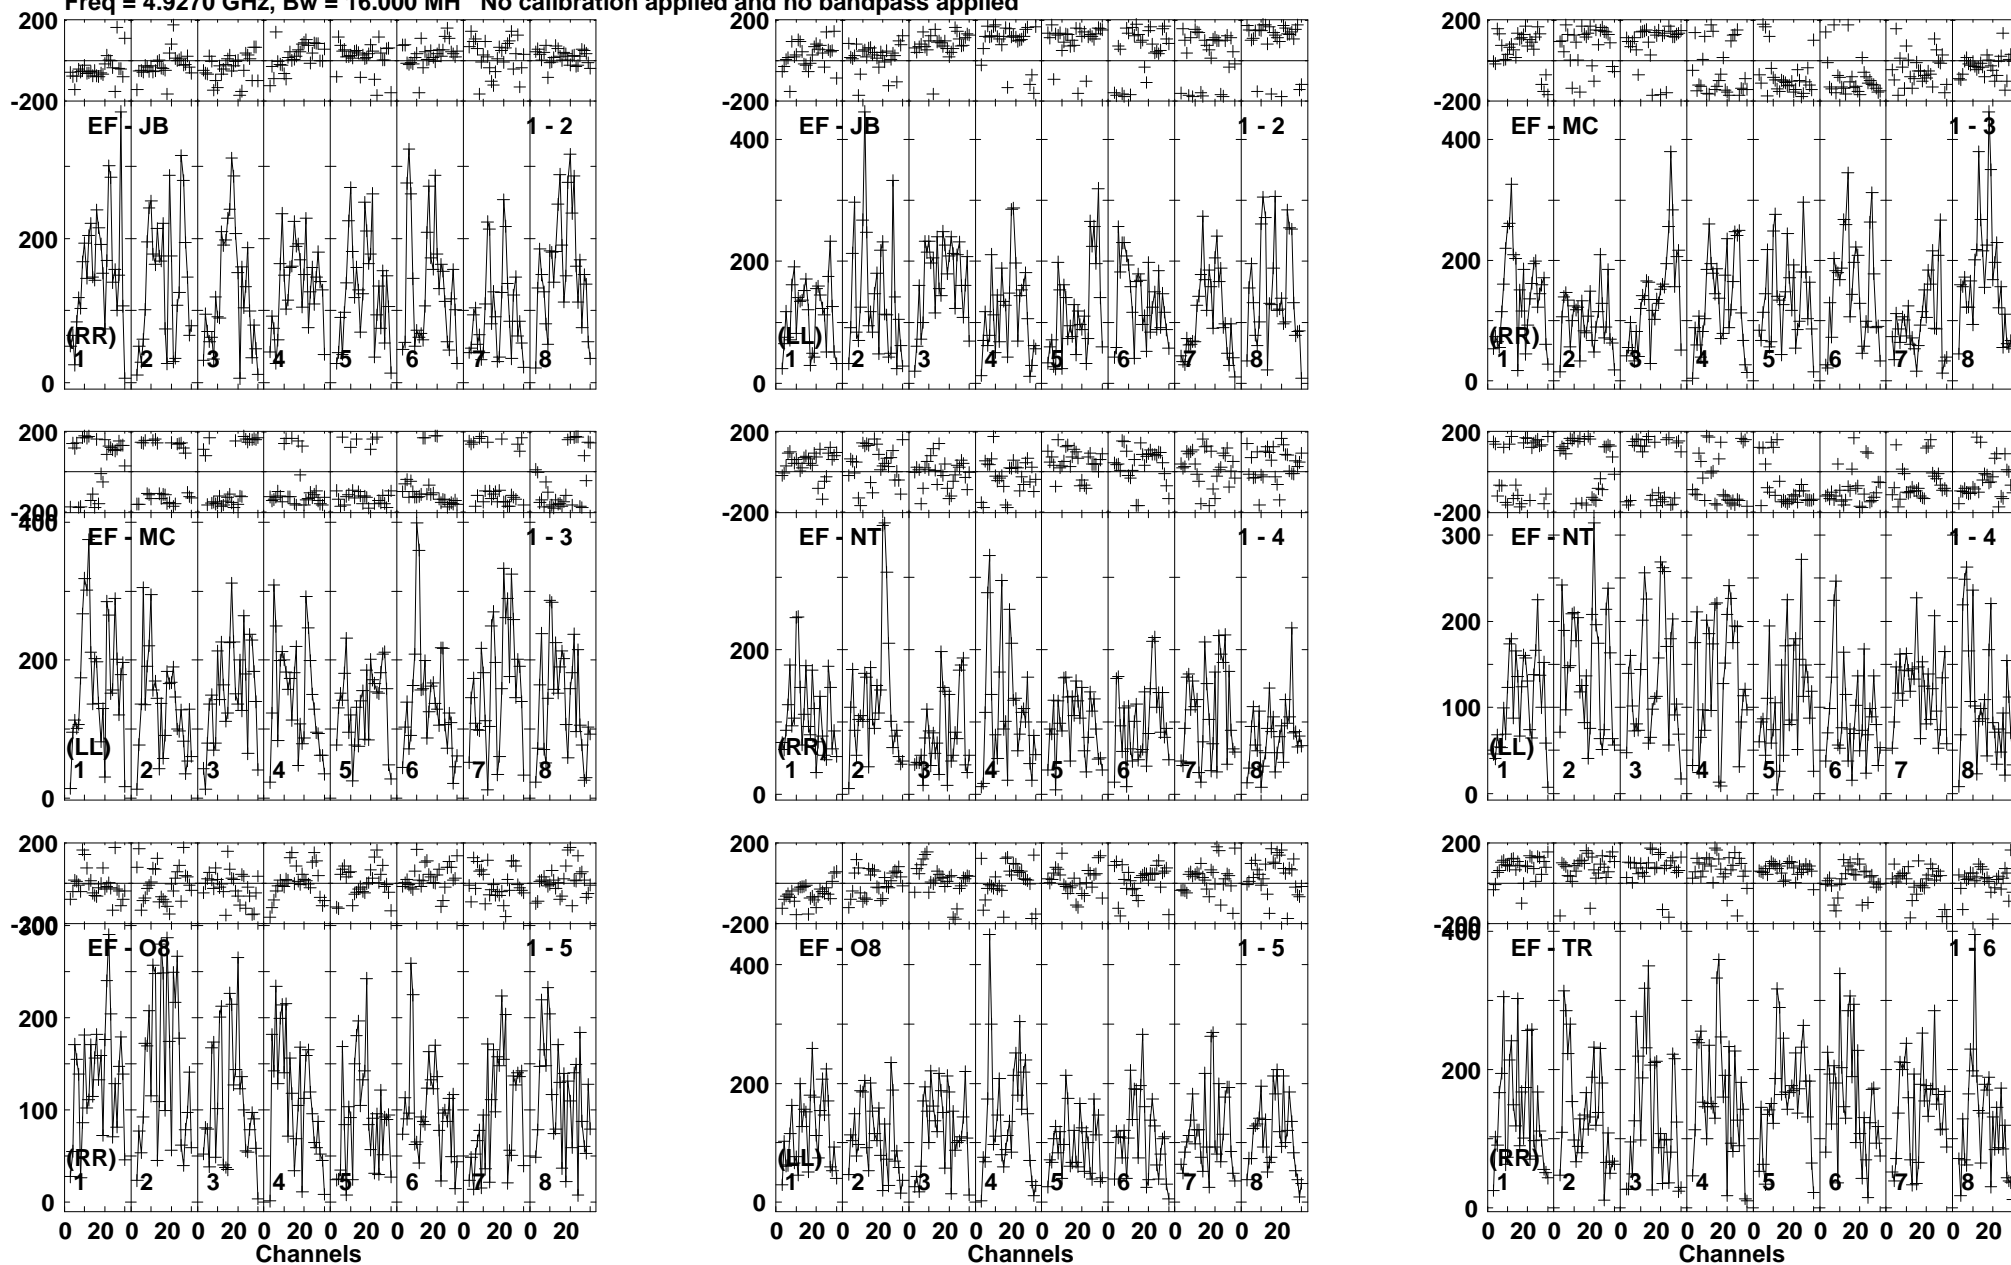 Freq = 4.9270 GHz, Bw = 16.000 MH No calibration applied and no bandpass applied
200 200 200
-200 -200 -200
EF - JB 1 - 2 EF - JB 1 - 2 EF - MC 1 - 3
400 400
200 200 200
(RR) (LL) (RR)
1 2 3 4 5 6 7 8 1 2 3 4 5 6 7 8 1 2 3 4 5 6 7 8
0 0 0
200 200 200
-200 -200 -200
400 300
EF - MC 1 - 3 EF - NT 1 - 4 EF - NT 1 - 4
200 200 200
100
(LL) (RR) (LL)
1 2 3 4 5 6 7 8 1 2 3 4 5 6 7 8 1 2 3 4 5 6 7 8
0 0 0
200 200 200
-200 -200 -200
300 400
EF - O8 1 - 5 EF - O8 1 - 5 EF - TR 1 - 6
400
200 200 200
100
(RR) (LL) (RR)
1 2 3 4 5 6 7 8 1 2 3 4 5 6 7 8 1 2 3 4 5 6 7 8
0 0 0
0 20 0 20 0 20 0 20 0 20 0 20 0 20 0 20 0 20 0 20 0 20 0 20 0 20 0 20 0 20 0 20 0 20 0 20 0 20 0 20 0 20 0 20 0 20 0 20
Channels Channels Channels